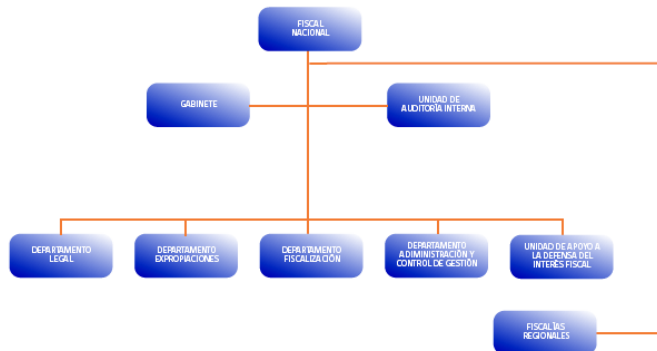 FISCAL
NACIONAL
GABINETE
UNIDAD DE
AUDITORÍA INTERNA
DEPARTAMENTO
LEGAL
DEPARTAMENTO
EXPROPIACIONES
DEPARTAMENTO
FISCALIZACIÓN
DEPARTAMENTO
ADIMINISTRACIÓN Y
CONTROL DE GESTIÓN
UNIDAD DE APOYO A
LA DEFENSA DEL
INTERÉS FISCAL
FISCALÍAS
REGIONALES